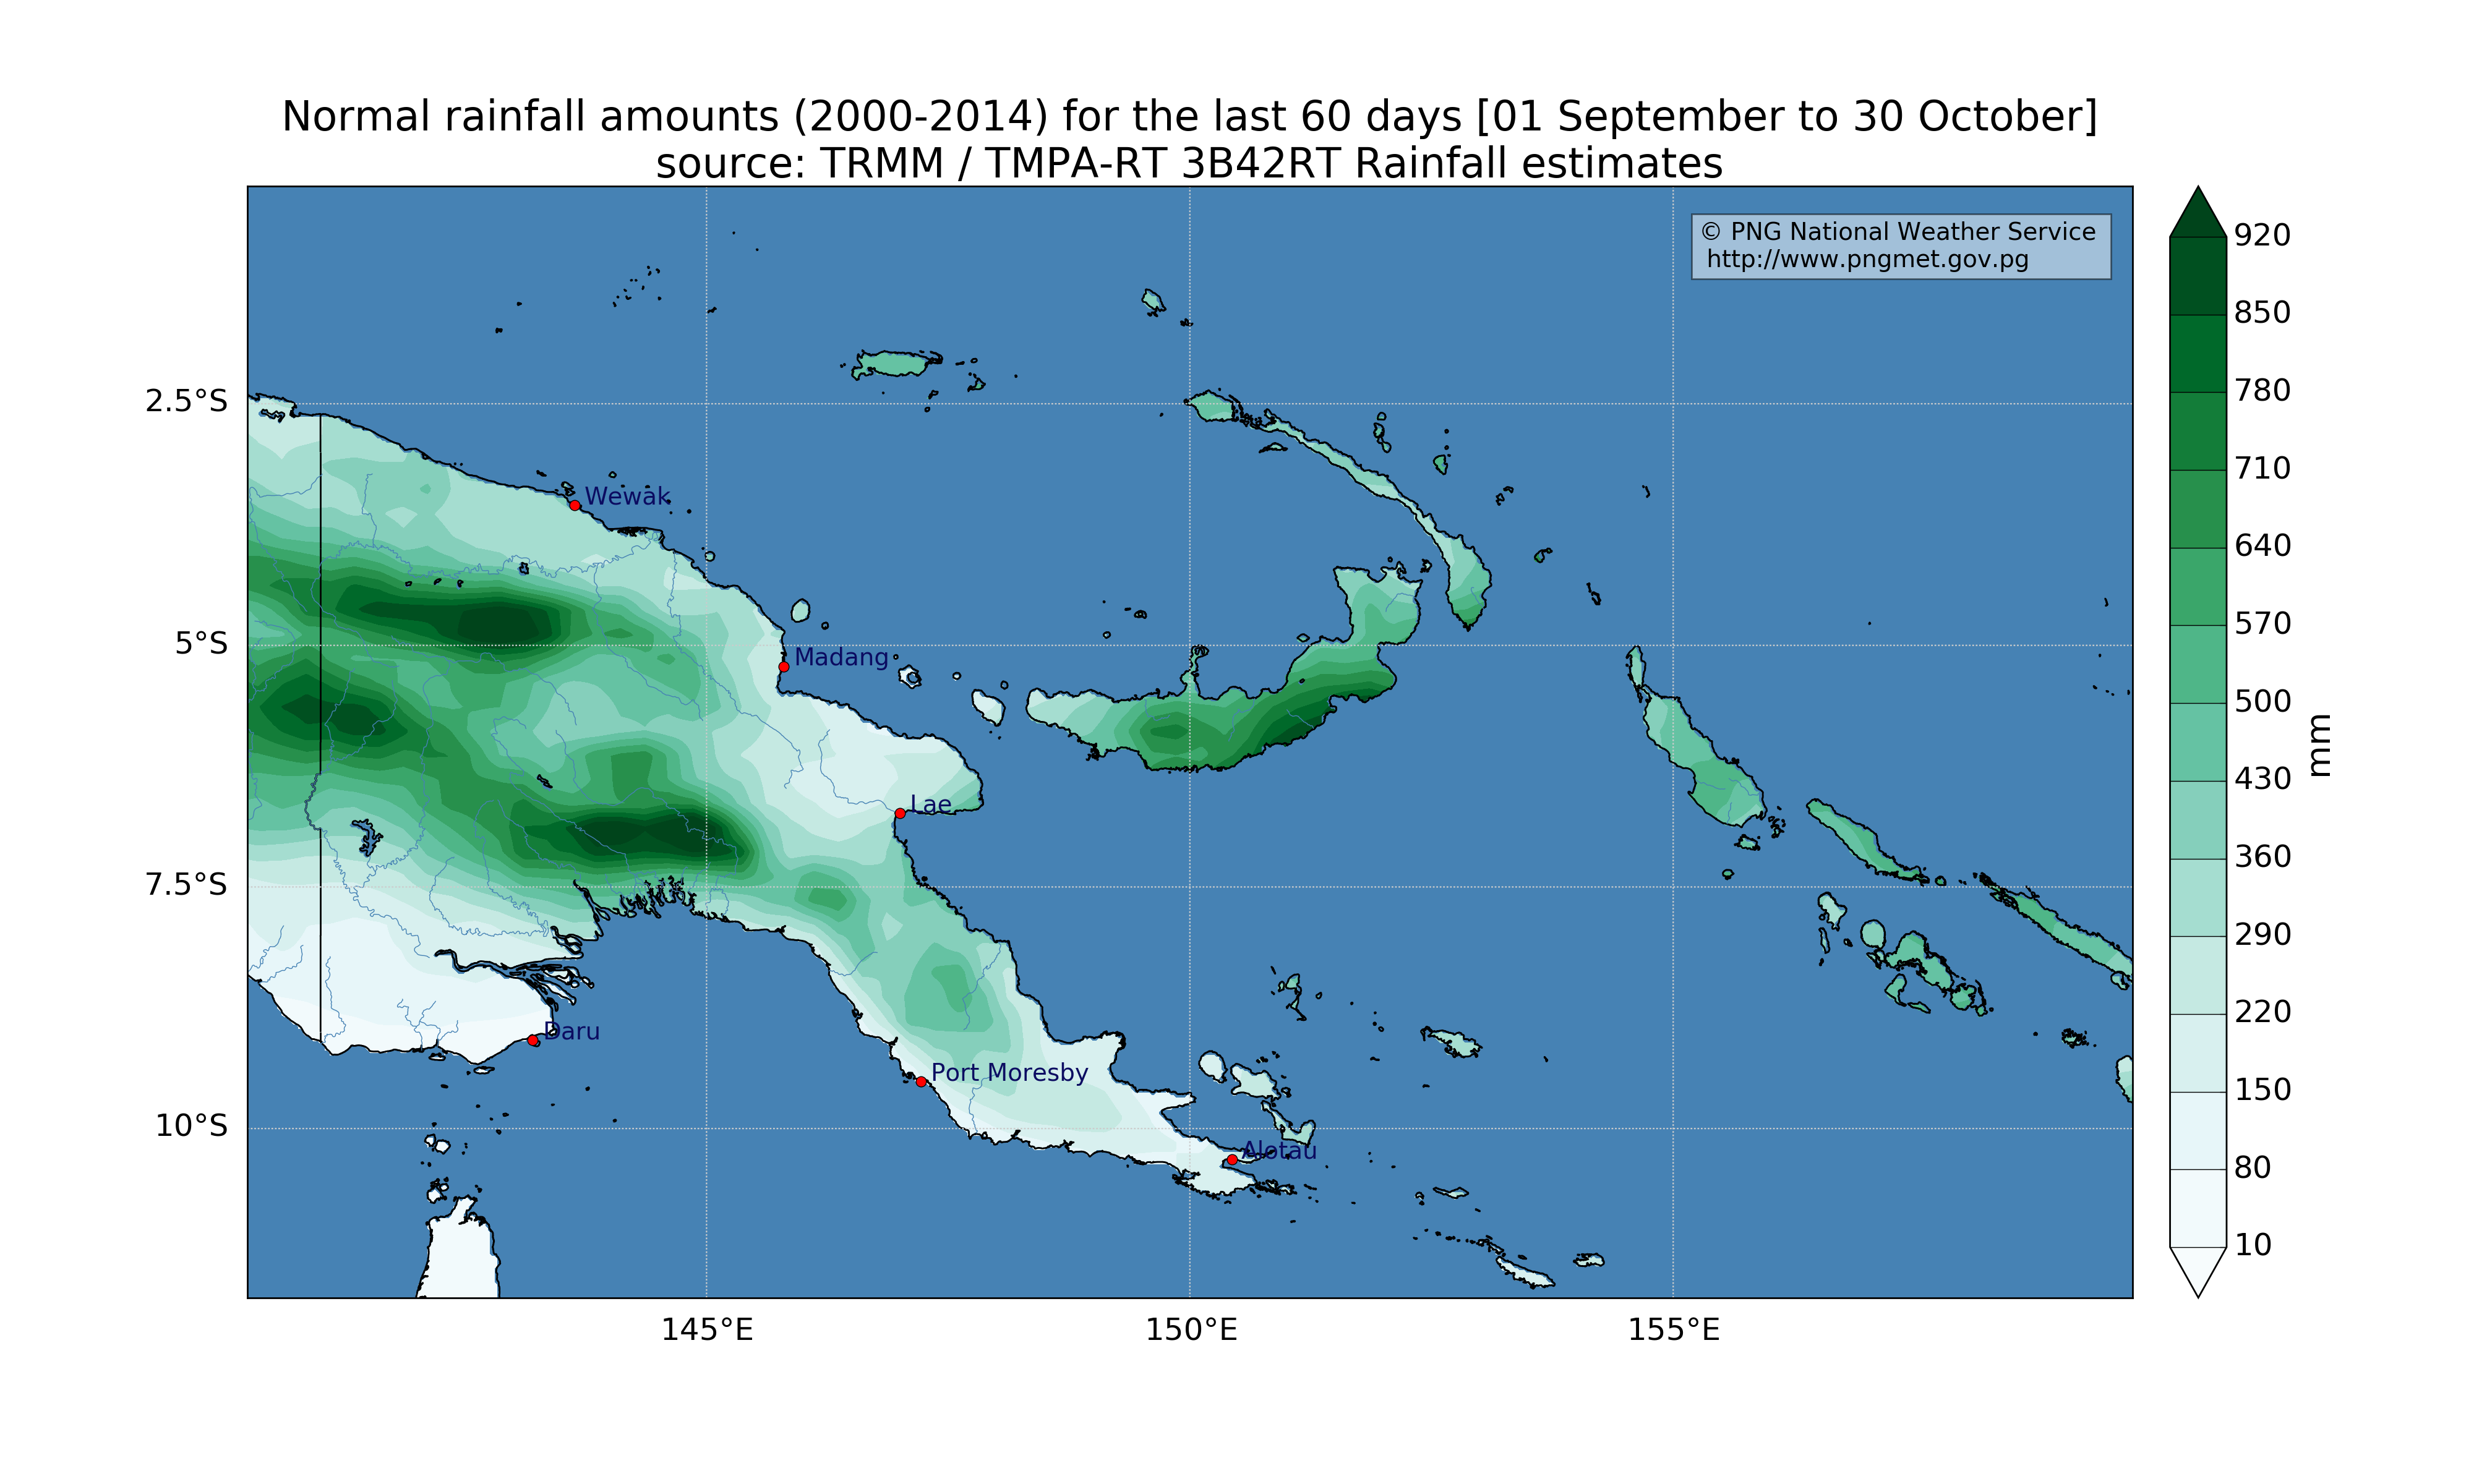 Normal rainfall amounts (2000-2014) for the last 60 days [01 September to 30 October]
source: TRMM / TMPA-RT 3B42RT Rainfall estimates
© PNG National Weather Service
http://www.pngmet.gov.pg
2.5°S
5°S
7.5°S
10°S
145°E
150°E
155°E
Wewak
Madang
Lae
Daru
Port Moresby
Alotau
920
850
780
710
640
570
500
430
360
290
220
150
80
10
mm